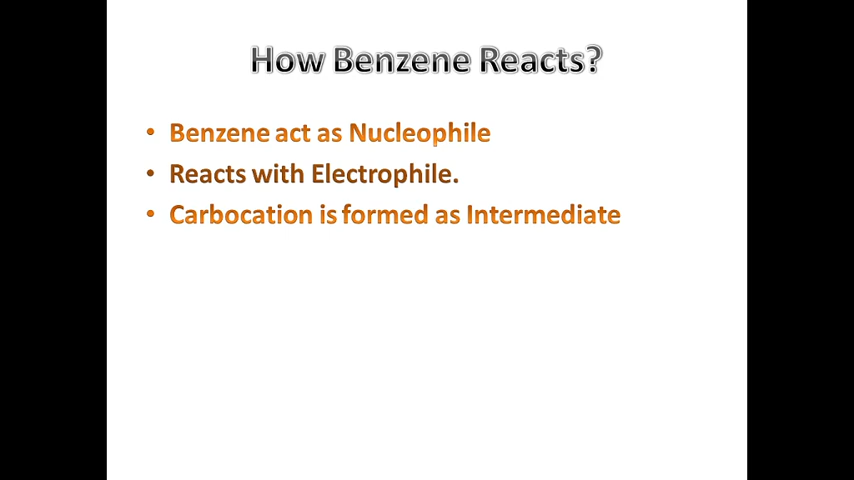 How Benzene Reacts?
• Benzene act as Nucleophile
• Reacts with Electrophile.
• Carbocation is formed as Intermediate